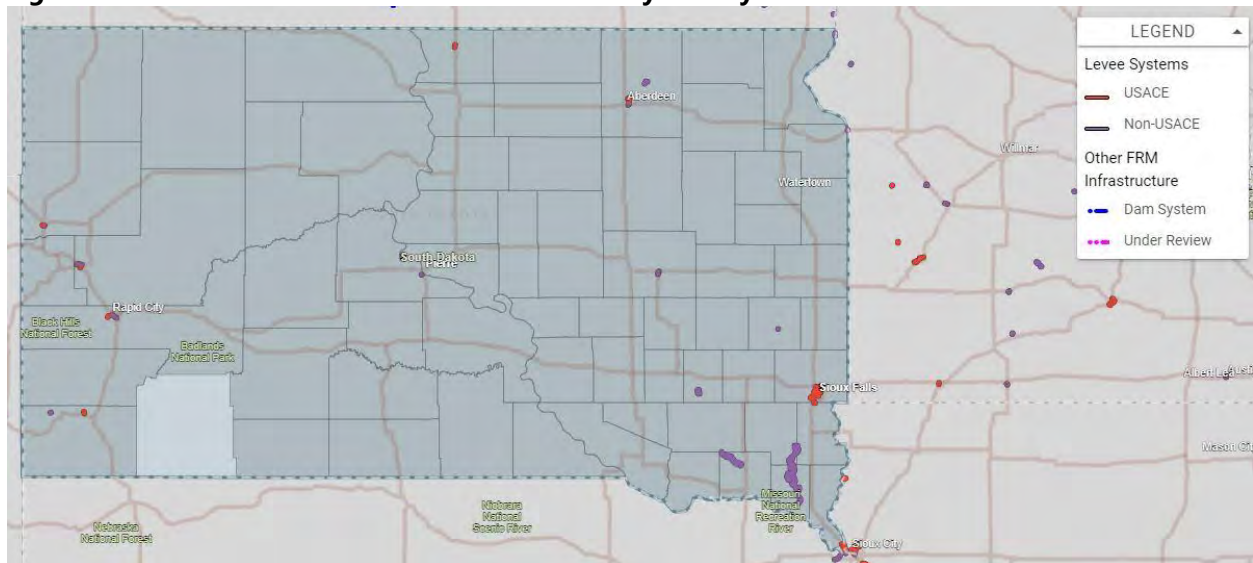 LEGEND
Levee Systems
USACE
Non-USACE
Other FRM
Infrastructure
Dam System
Under Review
Aberdeen
Willmar
Watertown
South Dakota
Pierre
Rapid City
Black Hills
National Forest
Badlands
National Park
Sioux Falls
Albert Lea
Mason City
Missouri
National
Recreation
River
Niobrara
National
Scenic River
Nebraska
National Forest
Sioux City